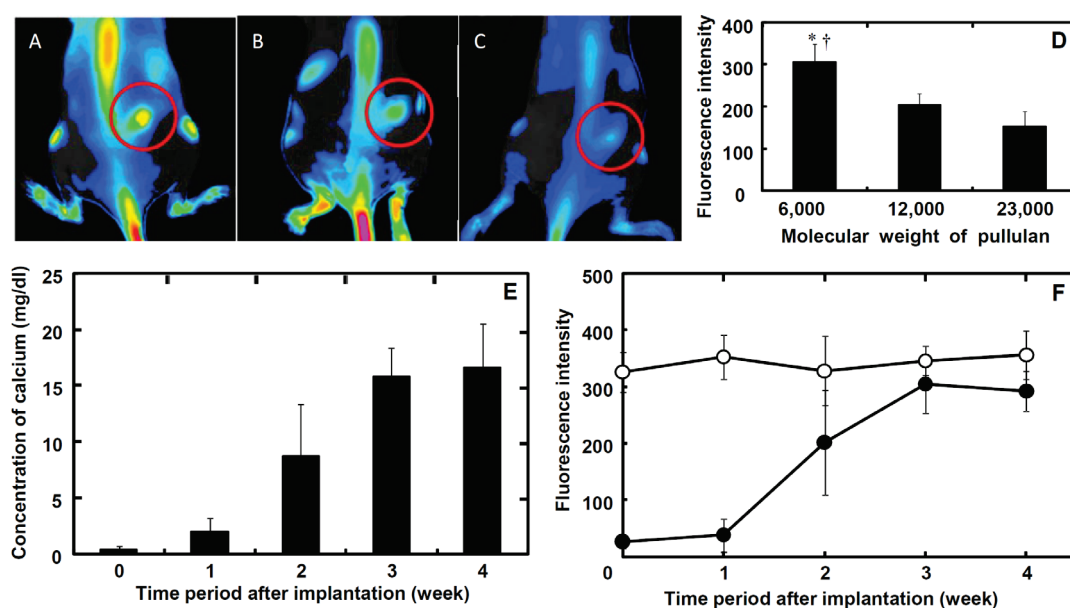 A
B
C
D
Fluorescence intensity
400
300
200
100
0
* †
6,000 12,000 23,000
Molecular weight of pullulan
E
Concentration of calcium (mg/dl)
25
20
15
10
5
0
0 1 2 3 4
Time period after implantation (week)
F
Fluorescence intensity
500
400
300
200
100
0 1 2 3 4
Time period after implantation (week)